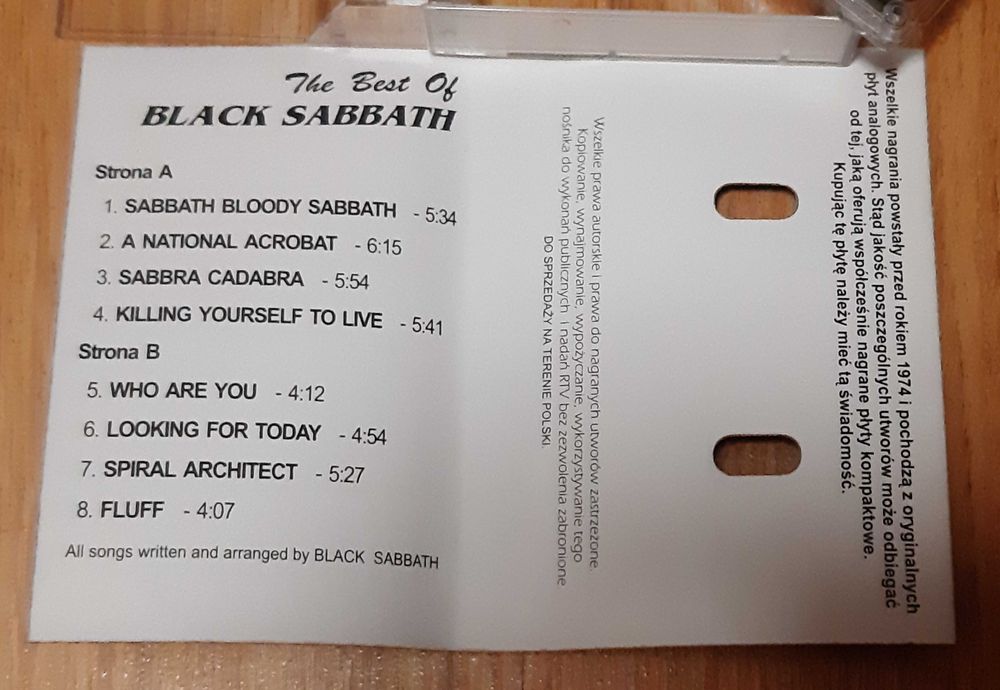 The Best Of
BLACK SABBATH
Strona A
1. SABBATH BLOODY SABBATH - 5:34
2. A NATIONAL ACROBAT - 6:15
3. SABBRA CADABRA - 5:54
4. KILLING YOURSELF TO LIVE - 5:41
Strona B
5. WHO ARE YOU - 4:12
6. LOOKING FOR TODAY - 4:54
7. SPIRAL ARCHITECT - 5:27
8. FLUFF - 4:07
All songs written and arranged by BLACK SABBATH
Wszelkie prawa autorskie i prawa do nagranych utworów zastrzeżone.
Kopiowanie, wynajmowanie, wypożyczanie, wykorzystywanie tego
nośnika do wykonań publicznych i nadań RTV bez zezwolenia zabronione
DO SPRZEDAŻY NA TERENIE POLSKI.
Wszelkie nagrania powstały przed rokiem 1974 i pochodzą z oryginalnych
płyt analogowych. Stąd jakość poszczególnych utworów może odbiegać
od tej, jaką oferują współcześnie nagrane płyty kompaktowe.
Kupując tę płytę należy mieć tą świadomość.